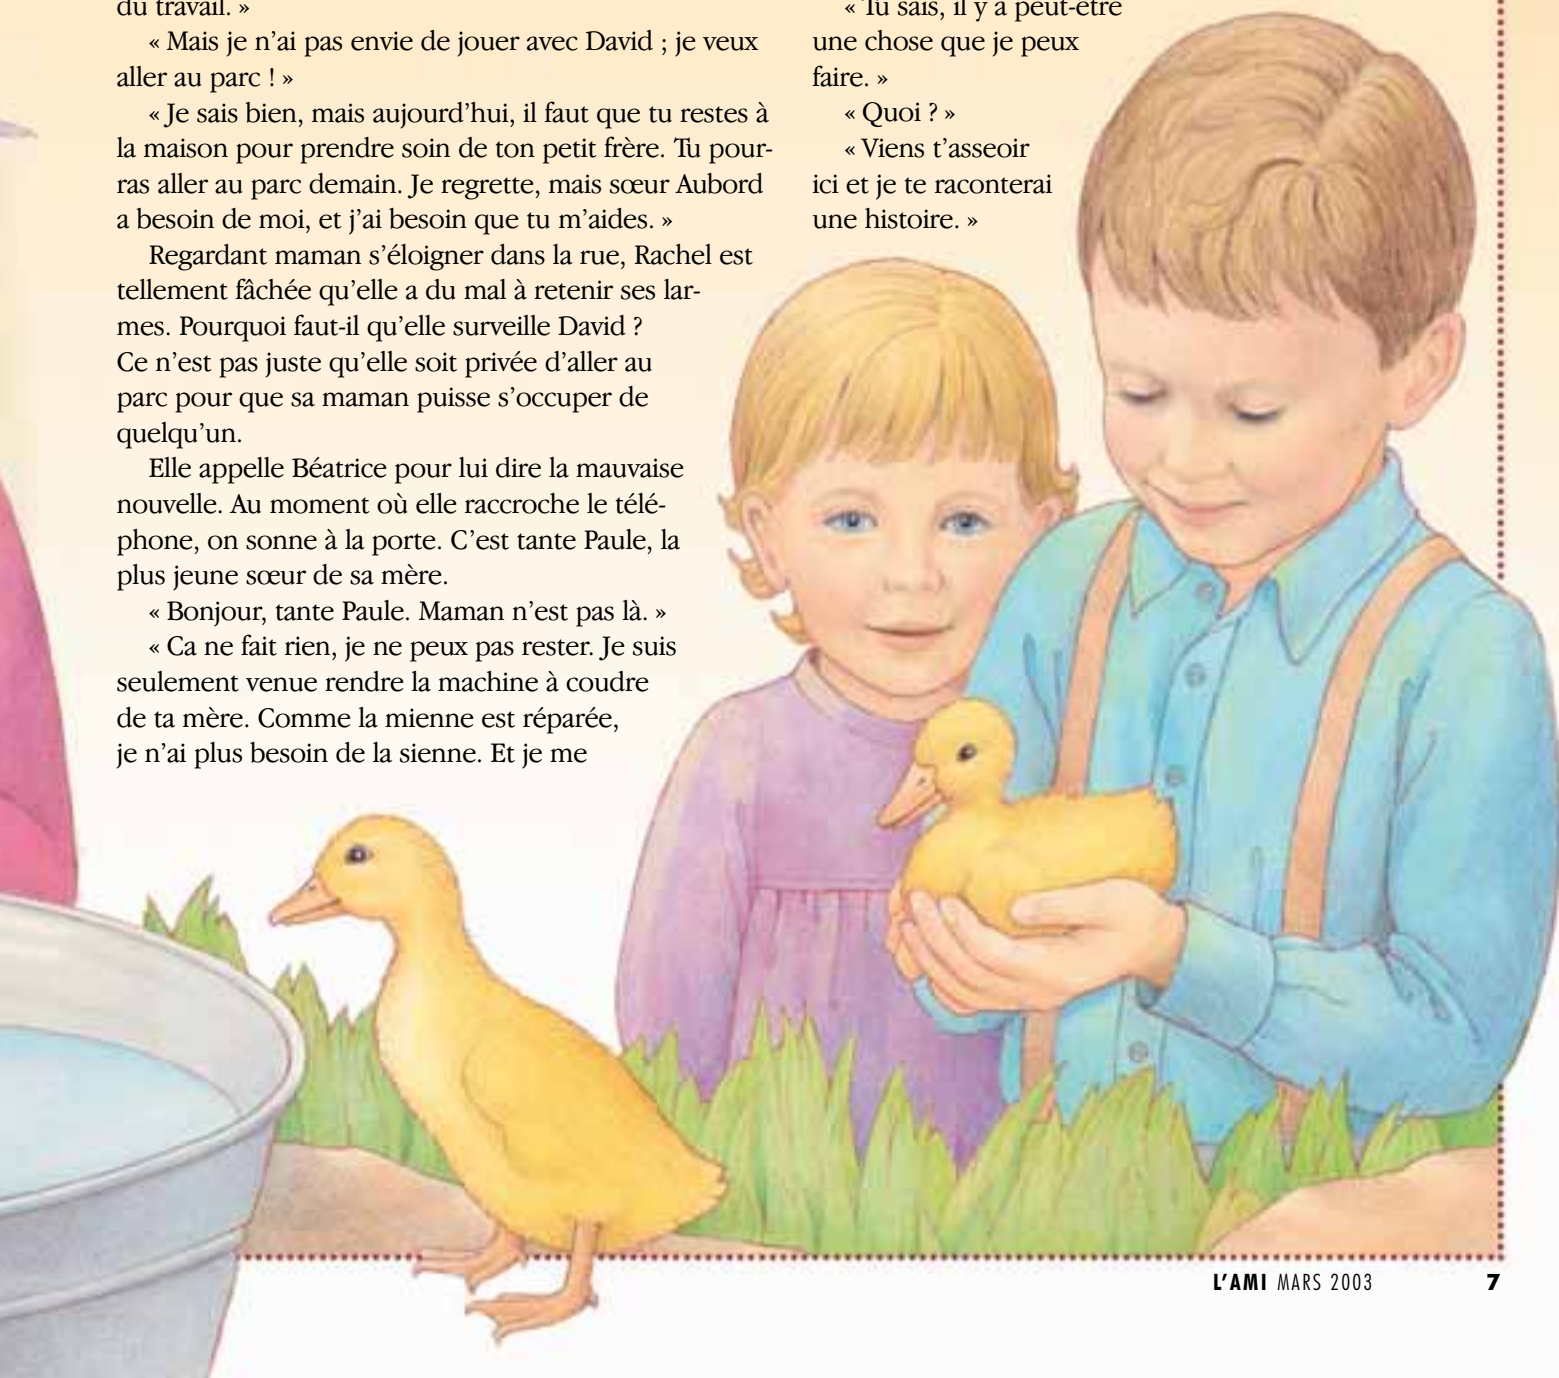 du travail. »
« Mais je n’ai pas envie de jouer avec David ; je veux
aller au parc ! »
« Je sais bien, mais aujourd’hui, il faut que tu restes à
la maison pour prendre soin de ton petit frère. Tu pour-
ras aller au parc demain. Je regrette, mais sœur Aubord
a besoin de moi, et j’ai besoin que tu m’aides. »
Regardant maman s’éloigner dans la rue, Rachel est
tellement fâchée qu’elle a du mal à retenir ses lar-
mes. Pourquoi faut-il qu’elle surveille David ?
Ce n’est pas juste qu’elle soit privée d’aller au
parc pour que sa maman puisse s’occuper de
quelqu’un.
Elle appelle Béatrice pour lui dire la mauvaise
nouvelle. Au moment où elle raccroche le télé-
phone, on sonne à la porte. C’est tante Paule, la
plus jeune sœur de sa mère.
« Bonjour, tante Paule. Maman n’est pas là. »
« Ca ne fait rien, je ne peux pas rester. Je suis
seulement venue rendre la machine à coudre
de ta mère. Comme la mienne est réparée,
je n’ai plus besoin de la sienne. Et je me
« Tu sais, il y a peut-être
une chose que je peux
faire. »
« Quoi ? »
« Viens t’asseoir
ici et je te raconterai
une histoire. »
L’AMI MARS 2003 7